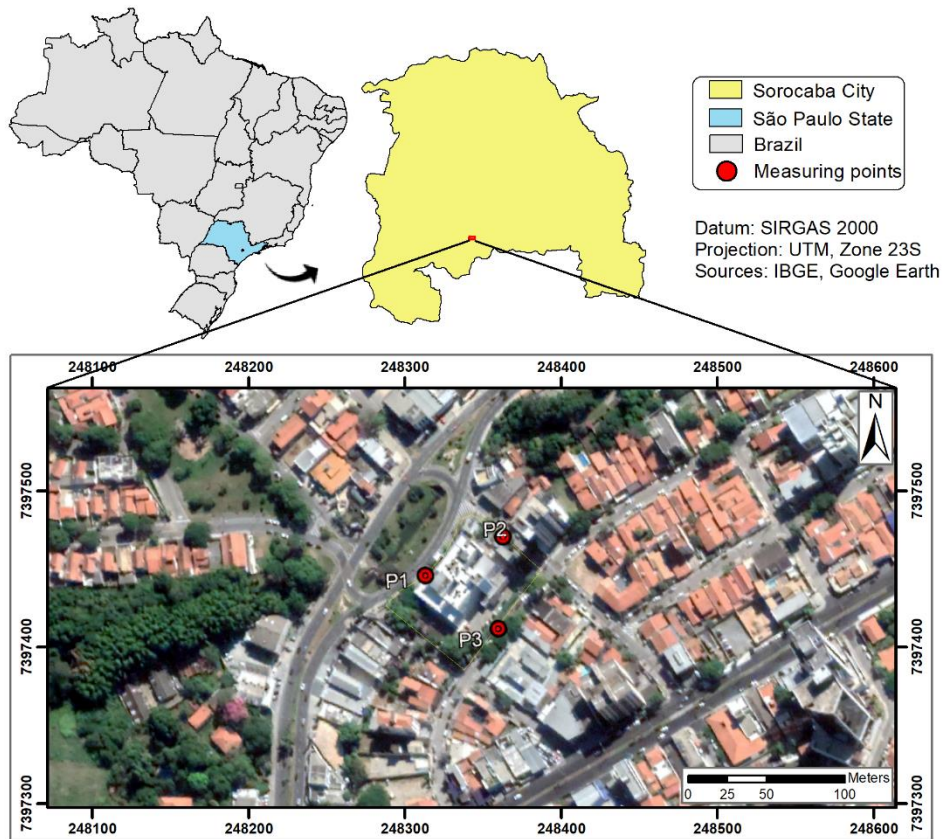 Sorocaba City
São Paulo State
Brazil
Measuring points
Datum: SIRGAS 2000
Projection: UTM, Zone 23S
Sources: IBGE, Google Earth
248100 248200 248300 248400 248500 248600
N
7397500 7397500
P2
P1
P3
7397400 7397400
Meters
0 25 50 100
7397300 7397300
248100 248200 248300 248400 248500 248600